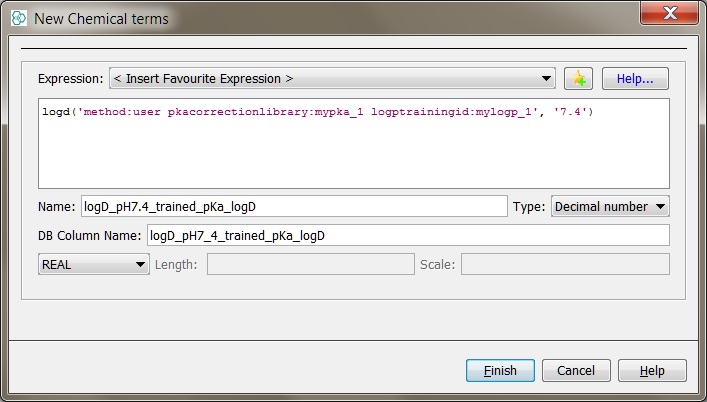 New Chemical terms
Expression: < Insert Favourite Expression > Help...
logd('method:user pkacorrectionlibrary:mypka_1 logptrainingid:mylogp_1', '7.4')
Name: logD_pH7.4_trained_pKa_logD Type: Decimal number
DB Column Name: logD_pH7_4_trained_pKa_logD
REAL Length: Scale:
Finish Cancel Help